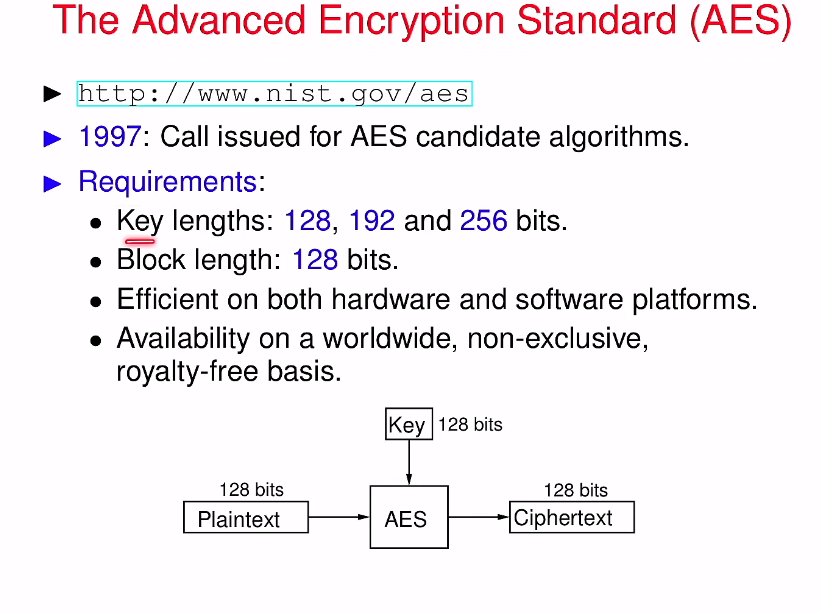 The Advanced Encryption Standard (AES)
http://www.nist.gov/aes
1997: Call issued for AES candidate algorithms.
Requirements:
Key lengths: 128, 192 and 256 bits.
Block length: 128 bits.
Efficient on both hardware and software platforms.
Availability on a worldwide, non-exclusive,
royalty-free basis.
Key 128 bits
128 bits
Plaintext
AES
128 bits
Ciphertext